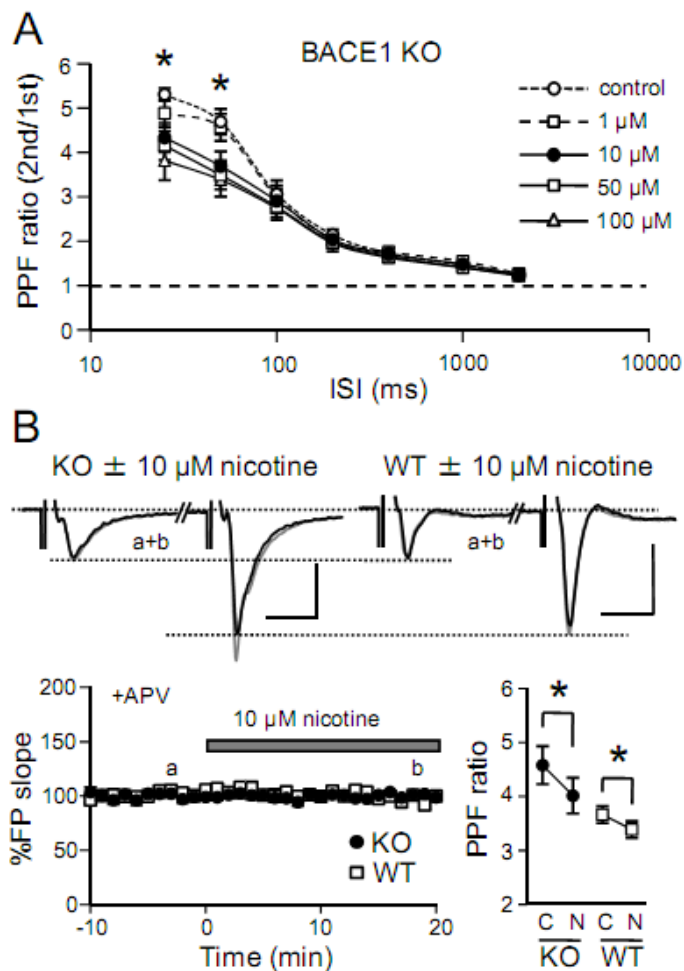 A
BACE1 KO
* *
6
5
4
3
2
1
0
PPF ratio (2nd/1st)
control
1 µM
10 µM
50 µM
100 µM
10 100 1000 10000
ISI (ms)
B
KO ± 10 µM nicotine WT ± 10 µM nicotine
a+b a+b
200
150
100
50
0
%FP slope
+APV
10 µM nicotine
a b
KO
WT
-10 0 10 20
Time (min)
6
5
4
3
2
PPF ratio
* *
C N C N
KO WT